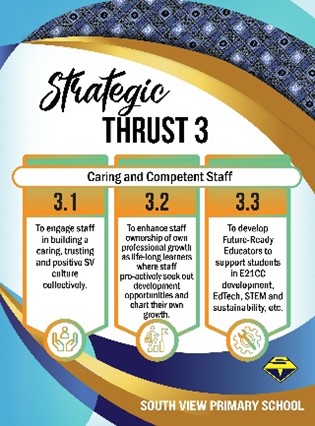 Strategic
THRUST 3
Caring and Competent Staff
3.1
To engage staff
in building a
caring, trusting
and positive SV
culture
collectively.
3.2
To enhance staff
ownership of own
professional growth
as life-long learners
where staff
pro-actively seek out
development
opportunities and
chart their own
growth.
3.3
To develop
Future-Ready
Educators to
support students
in E21CC
development,
EdTech, STEM and
sustainability, etc.
SOUTH VIEW PRIMARY SCHOOL